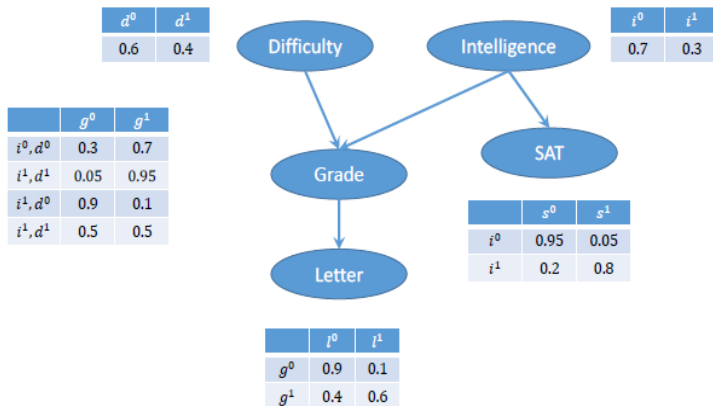 d⁰ d¹
0.6 0.4
Difficulty
Intelligence
i⁰ i¹
0.7 0.3
g⁰ g¹
i⁰, d⁰ 0.3 0.7
i¹, d¹ 0.05 0.95
i¹, d⁰ 0.9 0.1
i¹, d¹ 0.5 0.5
Grade
SAT
s⁰ s¹
i⁰ 0.95 0.05
i¹ 0.2 0.8
Letter
l⁰ l¹
g⁰ 0.9 0.1
g¹ 0.4 0.6